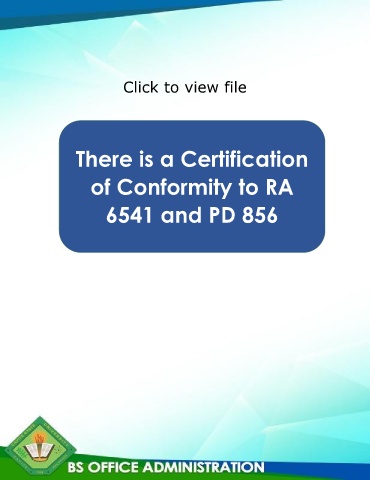 Click to view file
There is a Certification
of Conformity to RA
6541 and PD 856
BS OFFICE ADMINISTRATION